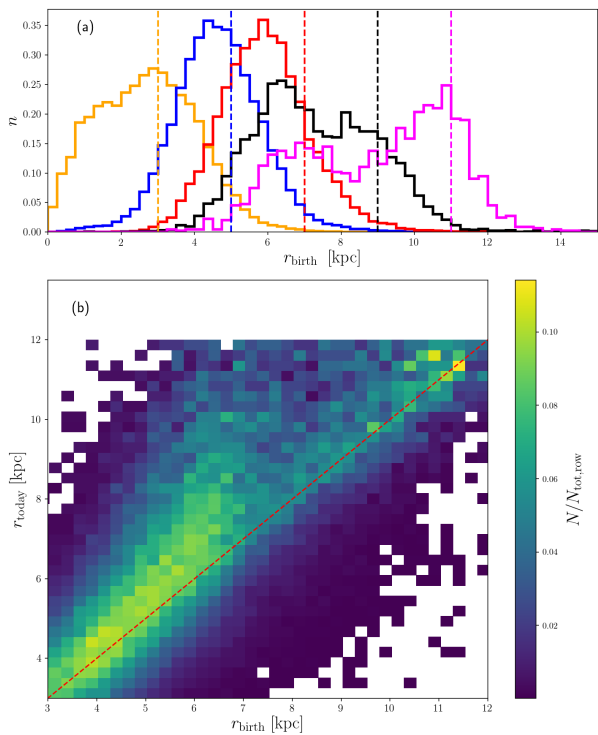 (a)
0.35
0.30
0.25
0.20
0.15
0.10
0.05
0.00
n
0 2 4 6 8 10 12 14
r_birth [kpc]
(b)
12
10
8
6
4
r_today [kpc]
3 4 5 6 7 8 9 10 11 12
r_birth [kpc]
0.10
0.08
0.06
0.04
0.02
N/N_tot,row